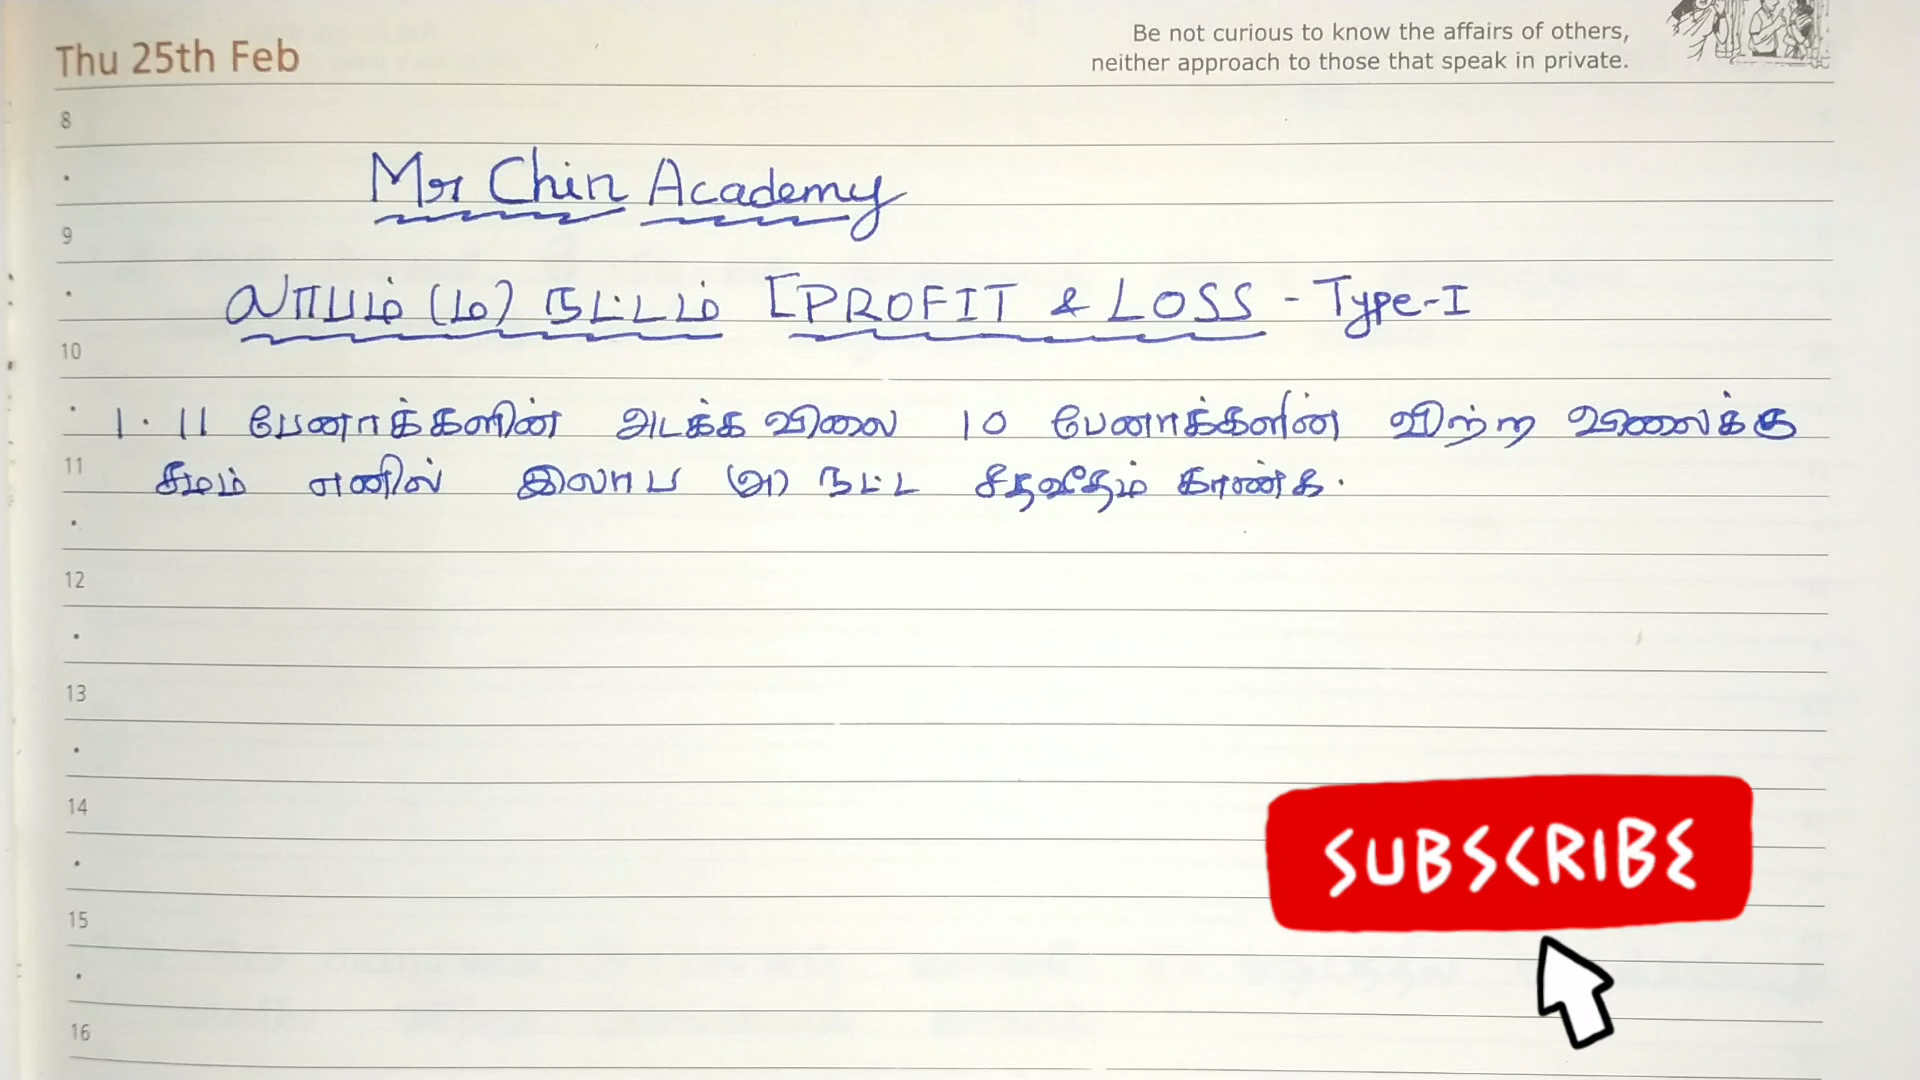 Thu 25th Feb
Be not curious to know the affairs of others,
neither approach to those that speak in private.
8
Mr Chin Academy
9
லாபம் (ம) நட்டம் [PROFIT & LOSS - Type-I
10
1. 11 பேனாக்களின் அடக்க விலை 10 பேனாக்களின் விற்ற விலைக்கு
11
சமம் எனில் இலாப (அ) நட்ட சதவீதம் காண்க.
12
13
14
SUBSCRIBE
15
16